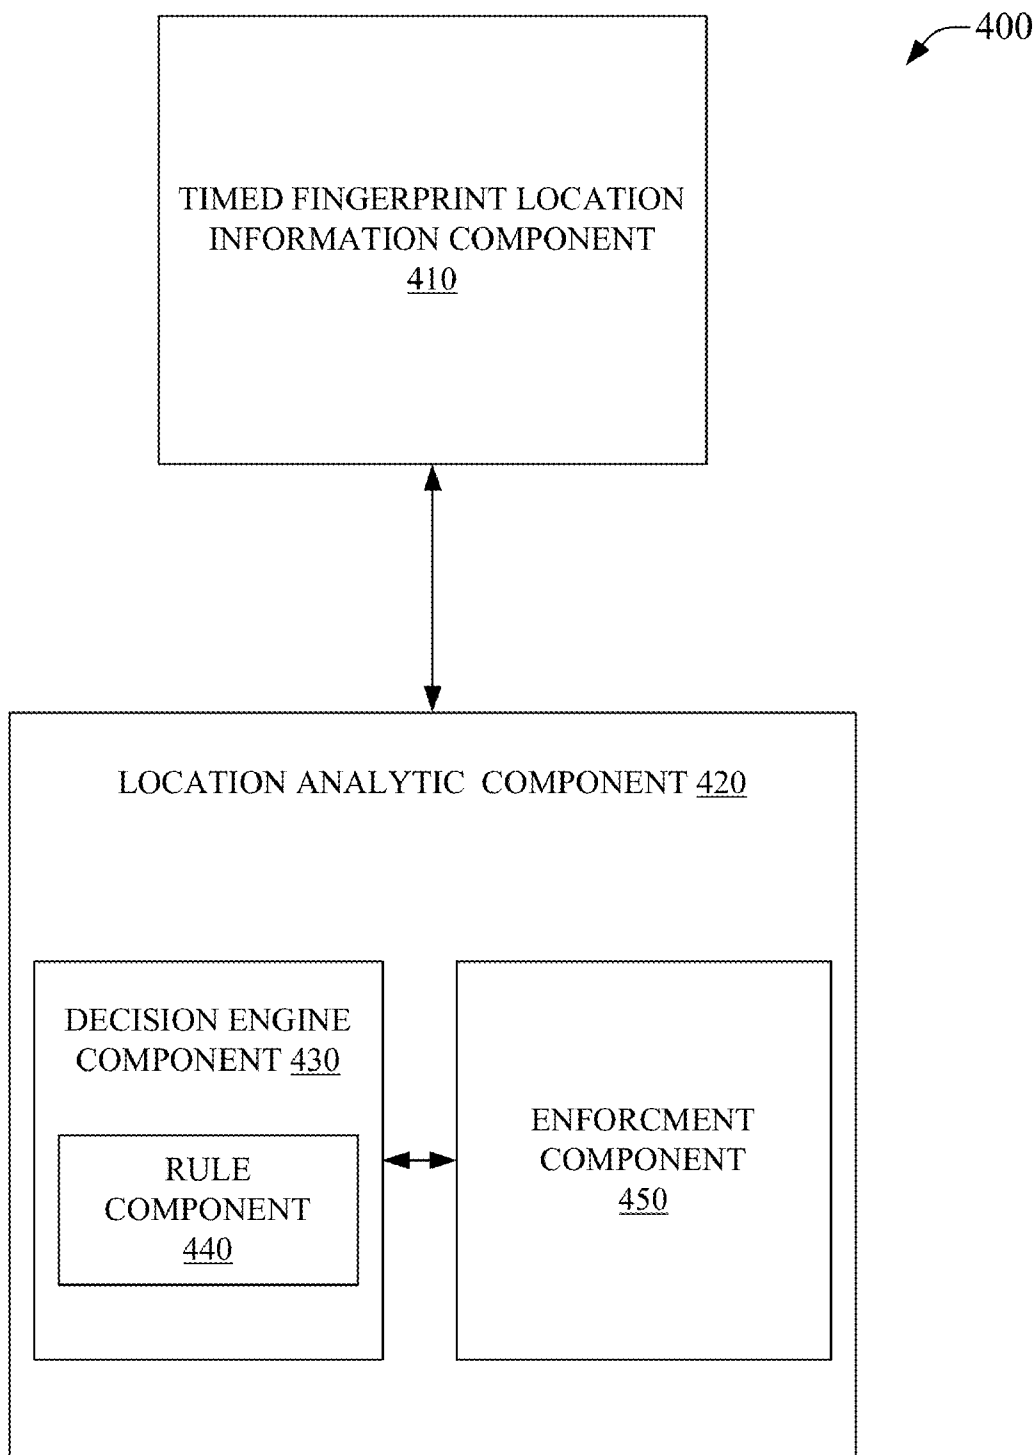 400
TIMED FINGERPRINT LOCATION
INFORMATION COMPONENT
410
LOCATION ANALYTIC COMPONENT 420
DECISION ENGINE
COMPONENT 430
RULE
COMPONENT
440
ENFORCMENT
COMPONENT
450